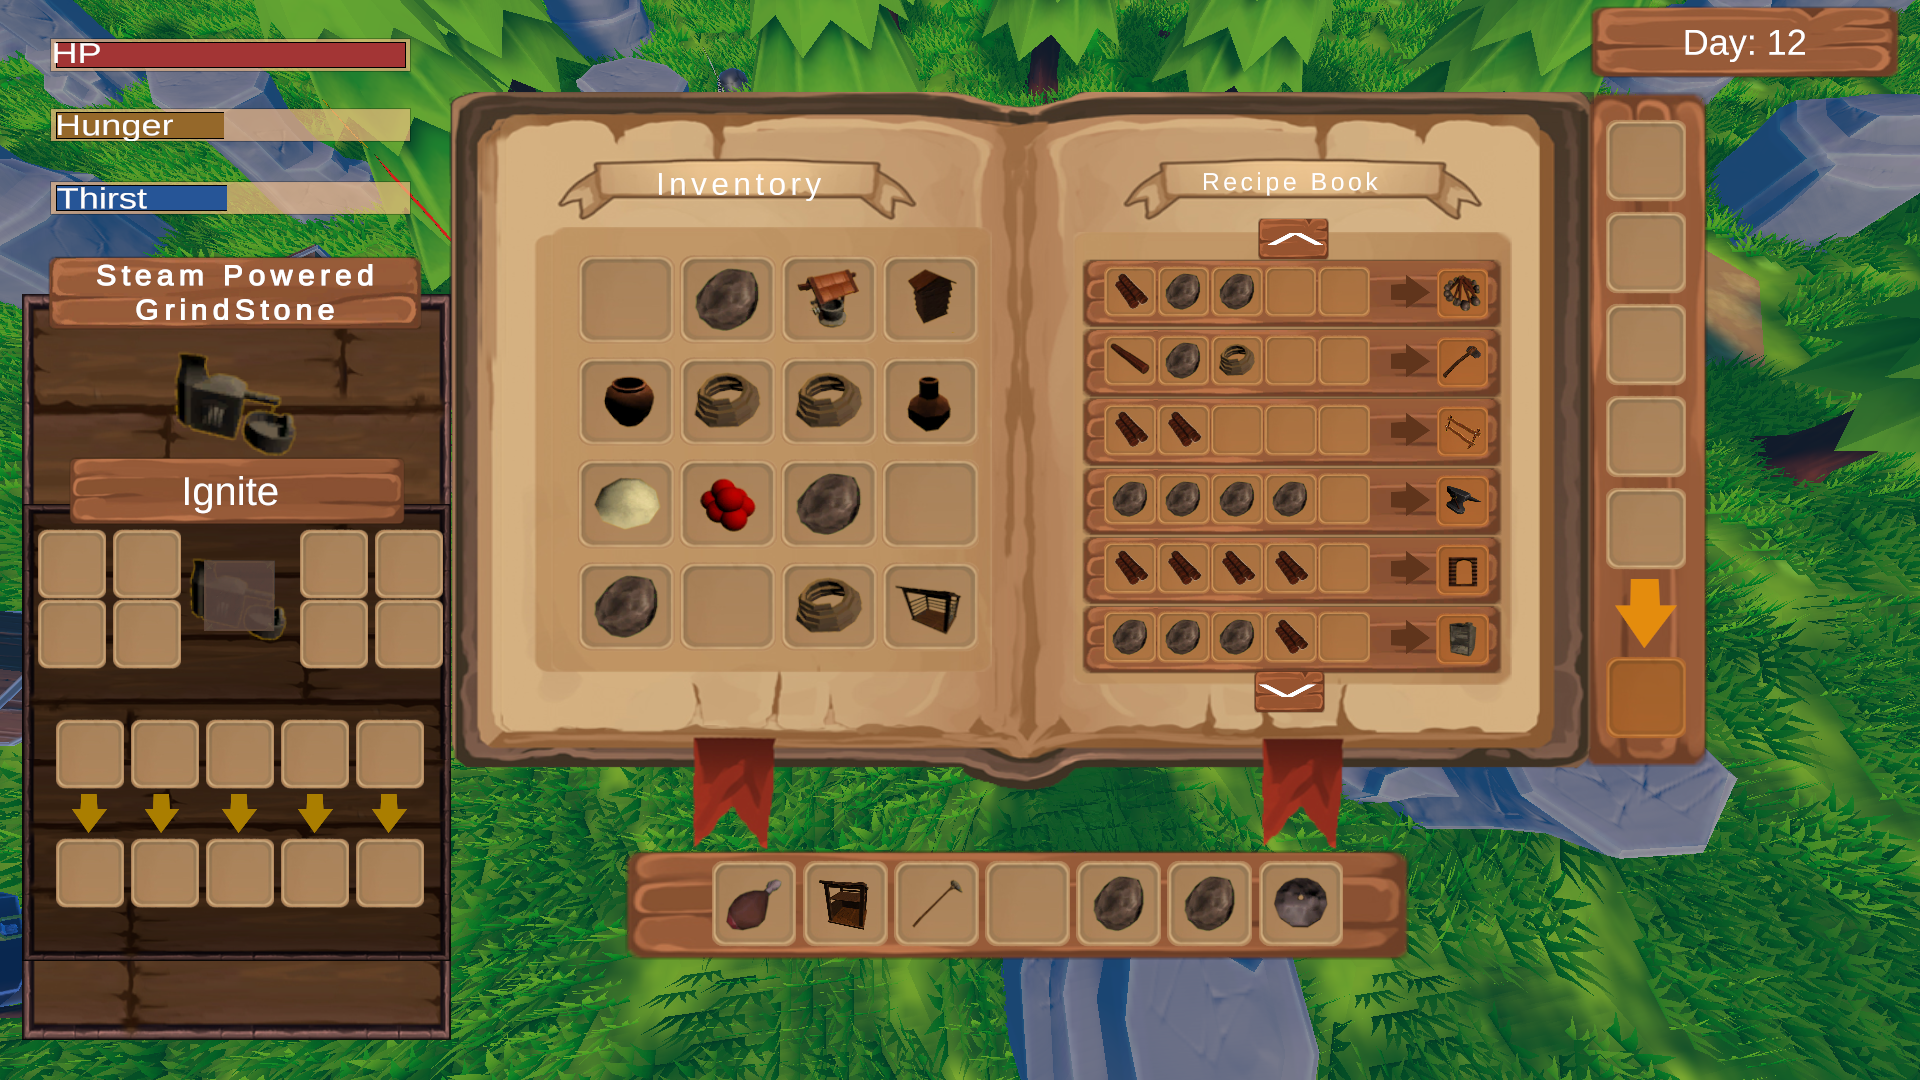 HP
Day: 12
Hunger
Thirst
Inventory
Recipe Book
Steam Powered
GrindStone
Ignite